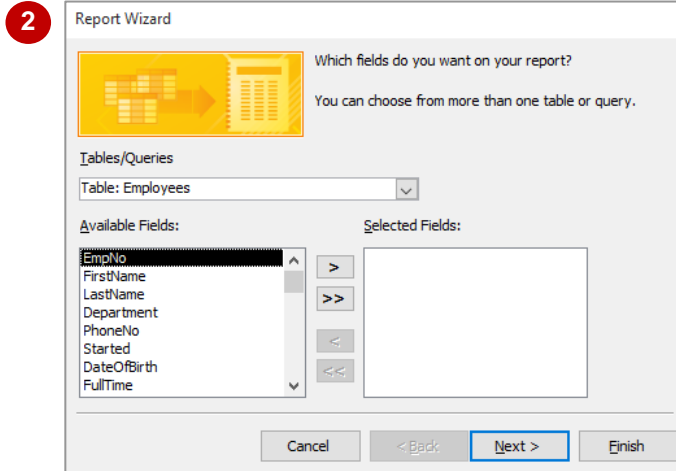 2
Report Wizard
Which fields do you want on your report?
You can choose from more than one table or query.
Tables/Queries
Table: Employees
Available Fields:
Selected Fields:
EmpNo
FirstName
LastName
Department
PhoneNo
Started
DateOfBirth
FullTime
>
>>
<
<<
Cancel
< Back
Next >
Finish